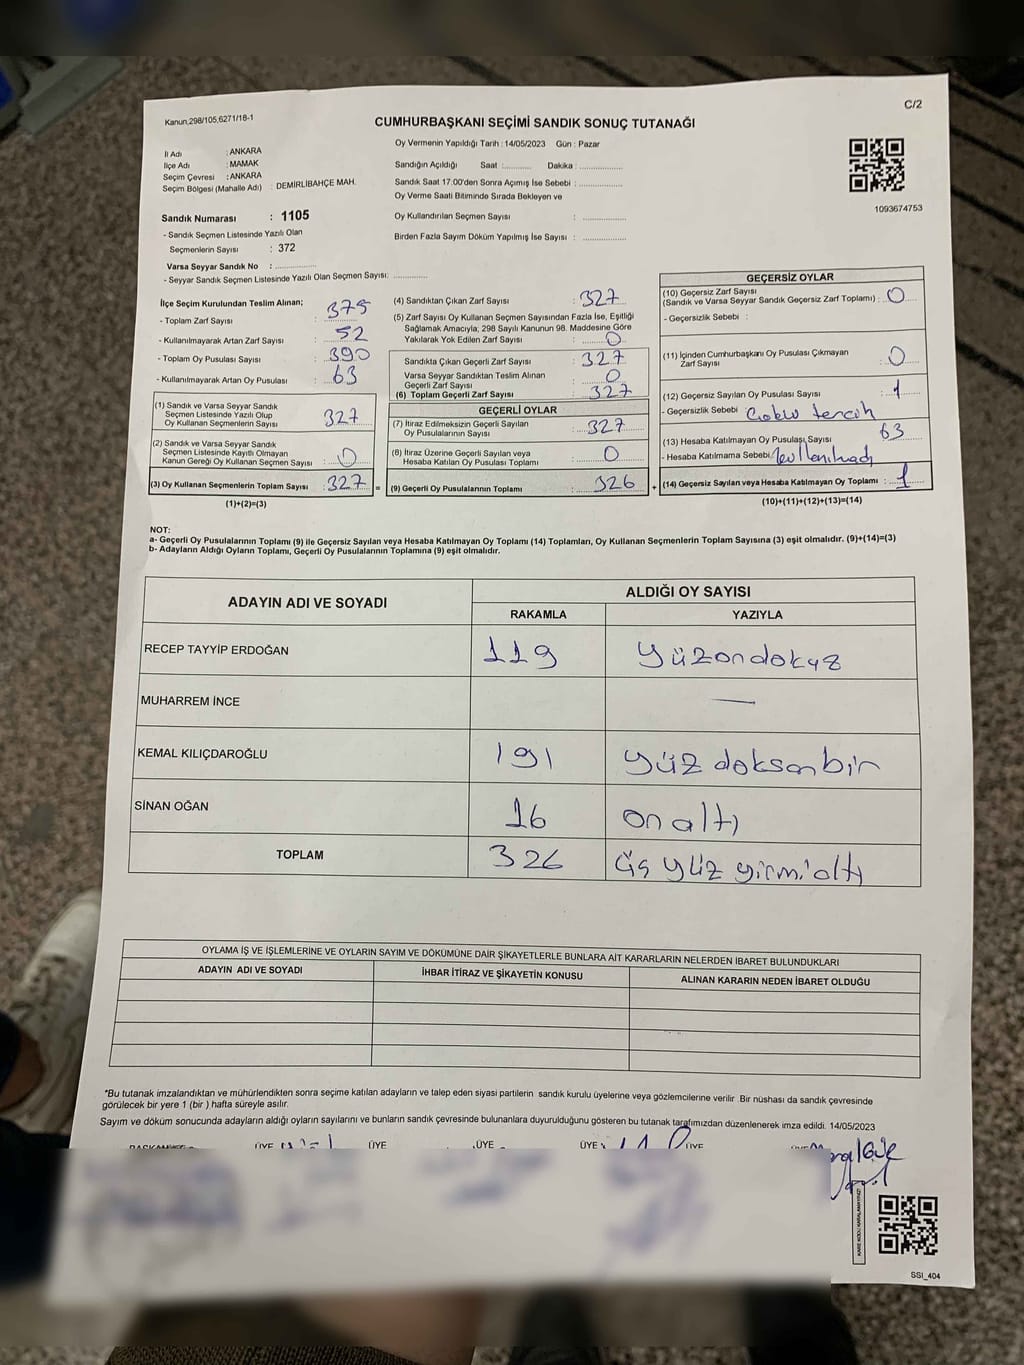 C/2
Kanun,298/105,6271/18-1
CUMHURBAŞKANI SEÇİMİ SANDIK SONUÇ TUTANAĞI
İl Adı : ANKARA
İlçe Adı : MAMAK
Seçim Çevresi : ANKARA
Seçim Bölgesi (Mahalle Adı) : DEMİRLİBAHÇE MAH.
Oy Vermenin Yapıldığı Tarih : 14/05/2023 Gün : Pazar
Sandığın Açıldığı Saat :.......... Dakika :................
Sandık Saat 17.00'den Sonra Açımış İse Sebebi :................
Oy Verme Saati Bitiminde Sırada Bekleyen ve
Oy Kullandırılan Seçmen Sayısı : ................
Birden Fazla Sayım Döküm Yapılmış İse Sayısı : ................
1093674753
Sandık Numarası : 1105
- Sandık Seçmen Listesinde Yazılı Olan
Seçmenlerin Sayısı : 372
Varsa Seyyar Sandık No : ................
- Seyyar Sandık Seçmen Listesinde Yazılı Olan Seçmen Sayısı: .............
İlçe Seçim Kurulundan Teslim Alınan;
- Toplam Zarf Sayısı : 375
- Kullanılmayarak Artan Zarf Sayısı : 52
- Toplam Oy Pusulası Sayısı : 390
- Kullanılmayarak Artan Oy Pusulası : 63
(1) Sandık ve Varsa Seyyar Sandık
Seçmen Listesinde Yazılı Olup
Oy Kullanan Seçmen Sayısı : 327
(2) Sandık ve Varsa Seyyar Sandık
Seçmen Listesinde Kayıtlı Olmayan
Kanun Gereği Oy Kullanan Seçmen Sayısı : 0
(3) Oy Kullanan Seçmenlerin Toplam Sayısı : 327 =
(1)+(2)=(3)
(4) Sandıktan Çıkan Zarf Sayısı : 327
(5) Zarf Sayısı Oy Kullanan Seçmen Sayısından Fazla İse, Eşitliği
Sağlamak Amacıyla; 298 Sayılı Kanunun 98. Maddesine Göre
Yakılarak Yok Edilen Zarf Sayısı : 0
Sandıkta Çıkan Geçerli Zarf Sayısı : 327
Varsa Seyyar Sandıktan Teslim Alınan
Geçerli Zarf Sayısı : 0
(6) Toplam Geçerli Zarf Sayısı : 327
GEÇERLİ OYLAR
(7) İtiraz Edilmeksizin Geçerli Sayılan
Oy Pusulalarının Sayısı : 327
(8) İtiraz Üzerine Geçerli Sayılan veya
Hesaba Katılan Oy Pusulası Toplamı : 0
(9) Geçerli Oy Pusulalarının Toplamı : 326 +
GEÇERSİZ OYLAR
(10) Geçersiz Zarf Sayısı
(Sandık ve Varsa Seyyar Sandık Geçersiz Zarf Toplamı) : 0
- Geçersizlik Sebebi :
(11) İçinden Cumhurbaşkanı Oy Pusulası Çıkmayan
Zarf Sayısı : 0
(12) Geçersiz Sayılan Oy Pusulası Sayısı : 1
- Geçersizlik Sebebi tercih
(13) Hesaba Katılmayan Oy Pusulası Sayısı 63
- Hesaba Katılmama Sebebi
(14) Geçersiz Sayılan veya Hesaba Katılmayan Oy Toplamı : 1
(10)+(11)+(12)+(13)=(14)
NOT:
a- Geçerli Oy Pusulalarının Toplamı (9) ile Geçersiz Sayılan veya Hesaba Katılmayan Oy Toplamı (14) Toplamları, Oy Kullanan Seçmenlerin Toplam Sayısına (3) eşit olmalıdır. (9)+(14)=(3)
b- Adayların Aldığı Oyların Toplamı, Geçerli Oy Pusulalarının Toplamına (9) eşit olmalıdır.
ADAYIN ADI VE SOYADI
ALDIĞI OY SAYISI
RAKAMLA YAZIYLA
RECEP TAYYİP ERDOĞAN 119 yüzondokuz
MUHARREM İNCE —
KEMAL KILIÇDAROĞLU 191 yüz doksanbir
SİNAN OĞAN 16 on altı
TOPLAM 326 üç yüz yirmi altı
OYLAMA İŞ VE İŞLEMLERİNE VE OYLARIN SAYIM VE DÖKÜMÜNE DAİR ŞİKAYETLERLE BUNLARA AİT KARARLARIN NELERDEN İBARET BULUNDUKLARI
ADAYIN ADI VE SOYADI İHBAR İTİRAZ VE ŞİKAYETİN KONUSU ALINAN KARARIN NEDEN İBARET OLDUĞU
*Bu tutanak imzalandıktan ve mühürlendikten sonra seçime katılan adayların ve talep eden siyasi partilerin sandık kurulu üyelerine veya gözlemcilerine verilir .Bir nüshası da sandık çevresinde
görülecek bir yere 1 (bir ) hafta süreyle asılır.
Sayım ve döküm sonucunda adayların aldığı oyların sayılarını ve bunların sandık çevresinde bulunanlara duyurulduğunu gösteren bu tutanak tarafımızdan düzenlenerek imza edildi. 14/05/2023
ÜYE ÜYE ÜYE ÜYE ÜYE
SSI_404